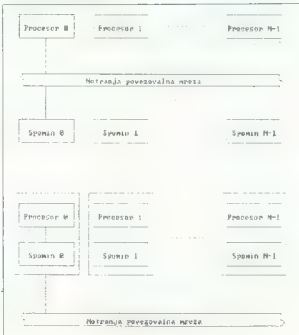 Procesor 0 Procesor 1 Procesor N-1
Notranja povezovalna mreža
Spomin 0 Spomin 1 Spomin N-1
Procesor 0 Procesor 1 Procesor N-1
Spomin 0 Spomin 1 Spomin N-1
Notranja povezovalna mreža